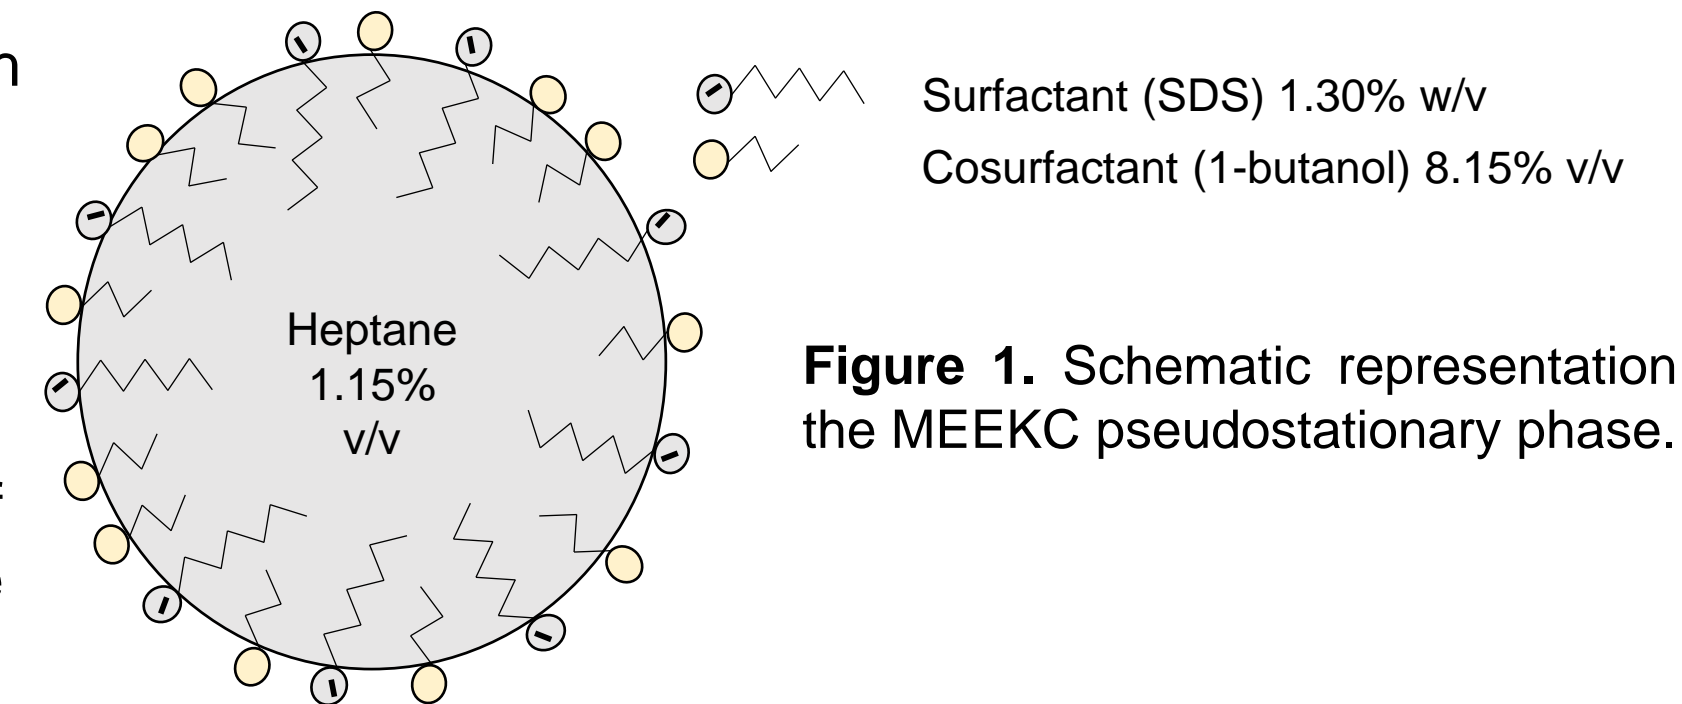 n
Surfactant (SDS) 1.30% w/v
Cosurfactant (1-butanol) 8.15% v/v
Heptane
1.15%
v/v
Figure 1. Schematic representation
the MEEKC pseudostationary phase.
e